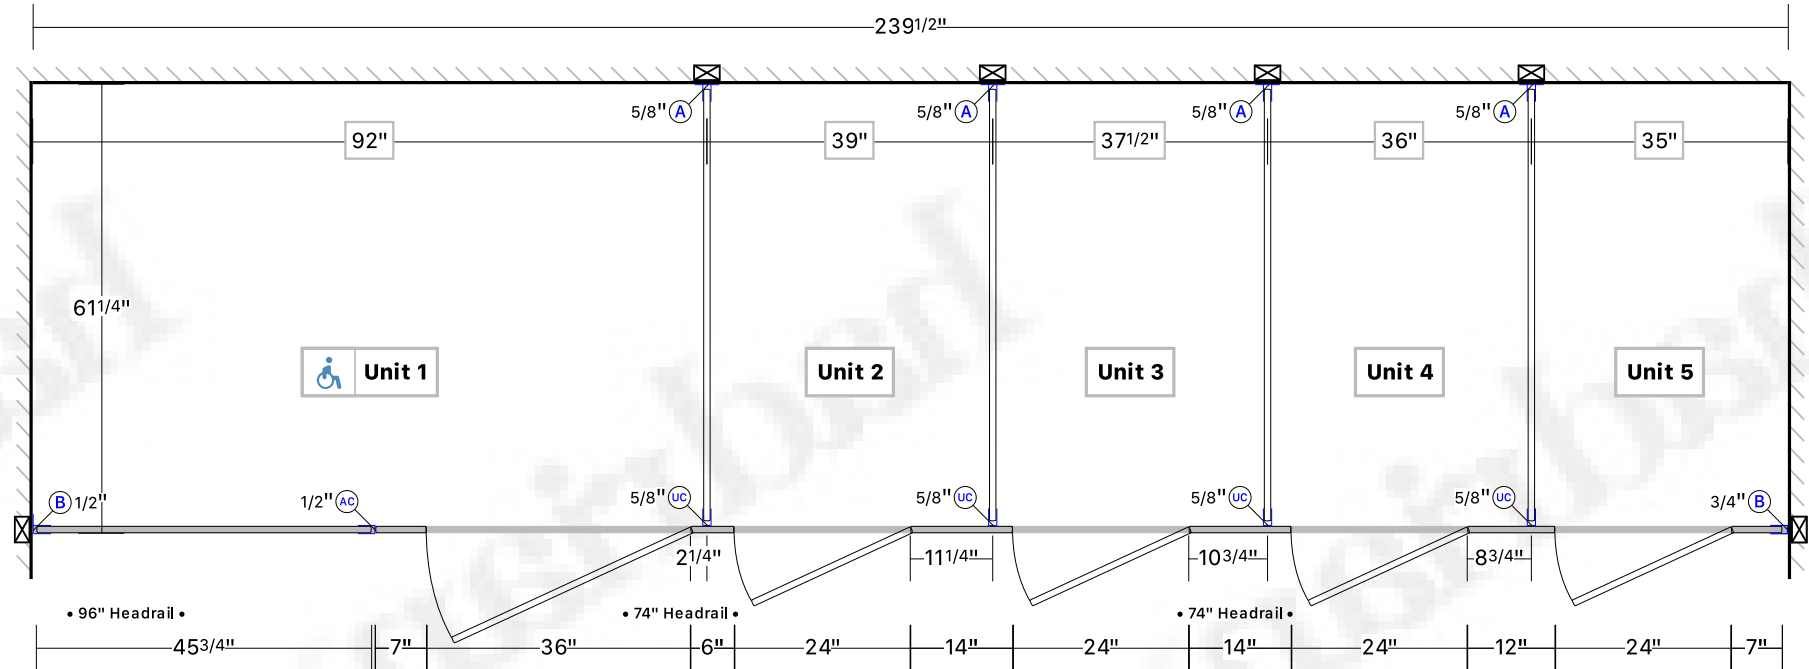 239 1/2"
5/8" A 5/8" A 5/8" A 5/8" A
92" 39" 37 1/2" 36" 35"
61 1/4"
Unit 1 Unit 2 Unit 3 Unit 4 Unit 5
B 1/2" 1/2" AC 5/8" UC 5/8" UC 5/8" UC 5/8" UC 3/4" B
2 1/4" 11 1/4" 10 3/4" 8 3/4"
• 96" Headrail • • 74" Headrail • • 74" Headrail •
45 3/4" 7" 36" 6" 24" 14" 24" 14" 24" 12" 24" 7"